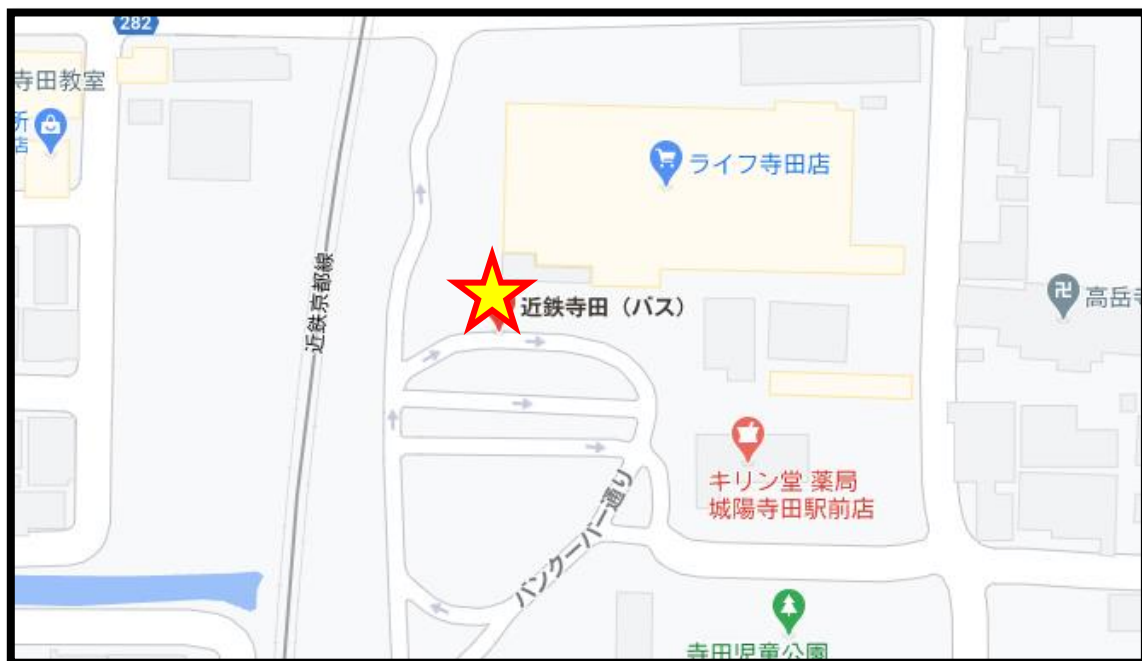 282
寺田教室
所
店
ライフ寺田店
近鉄京都線
近鉄寺田（バス）
高岳寺
キリン堂 薬局
城陽寺田駅前店
バンクーバー通り
寺田児童公園